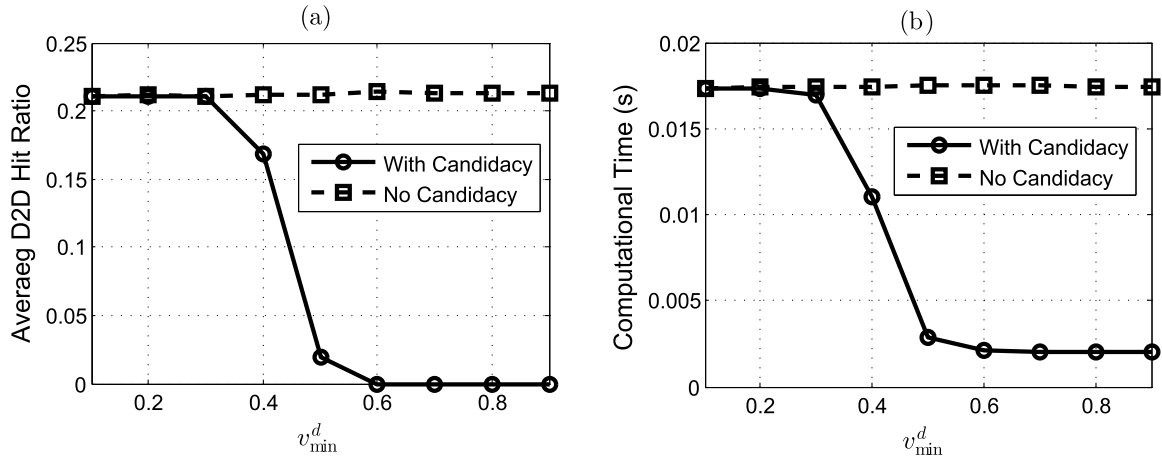 (a)
Averaeg D2D Hit Ratio
0.25
0.2
0.15
0.1
0.05
0
With Candidacy
No Candidacy
0.2 0.4 0.6 0.8
v_min^d
(b)
Computational Time (s)
0.02
0.015
0.01
0.005
0
With Candidacy
No Candidacy
0.2 0.4 0.6 0.8
v_min^d